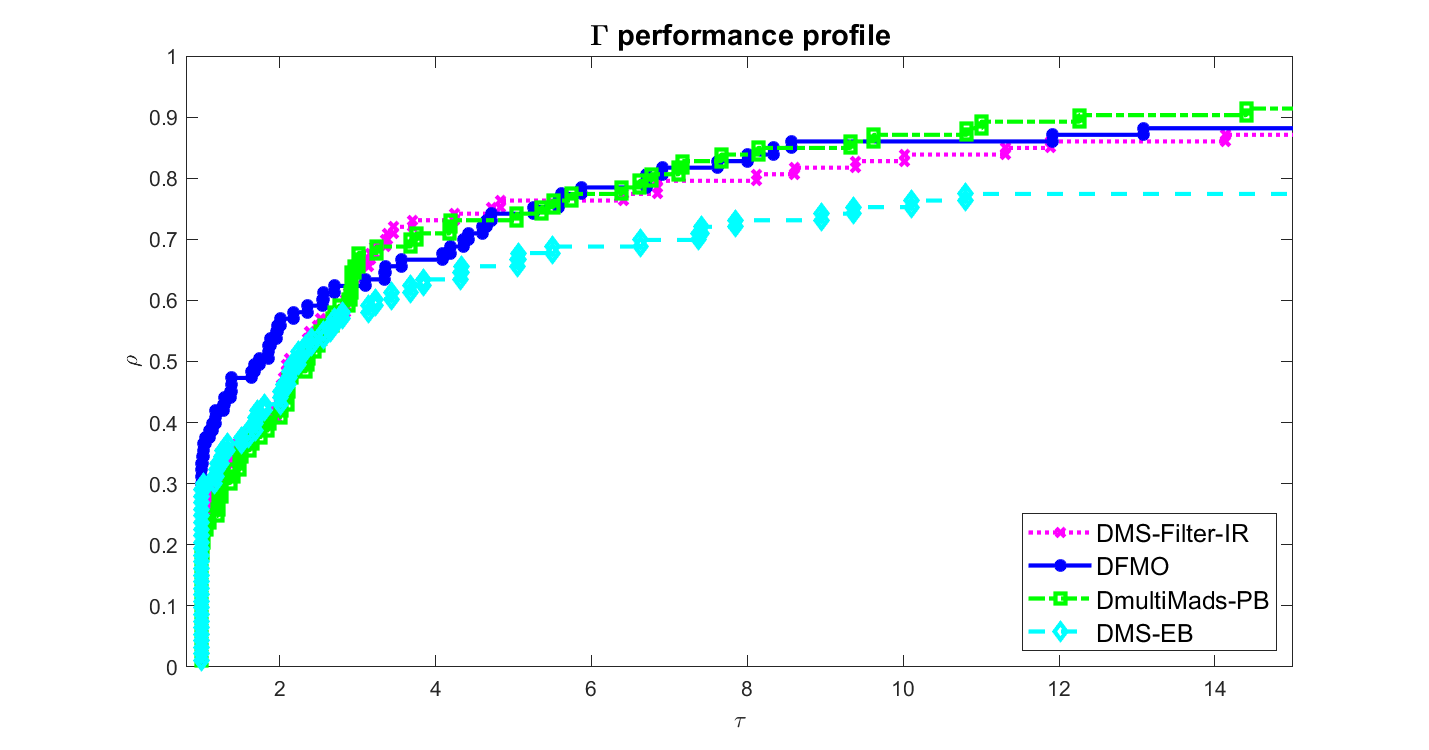 Γ performance profile
1
0.9
0.8
0.7
0.6
0.5
0.4
0.3
0.2
0.1
0
ρ
2 4 6 8 10 12 14
τ
DMS-Filter-IR
DFMO
DmultiMads-PB
DMS-EB